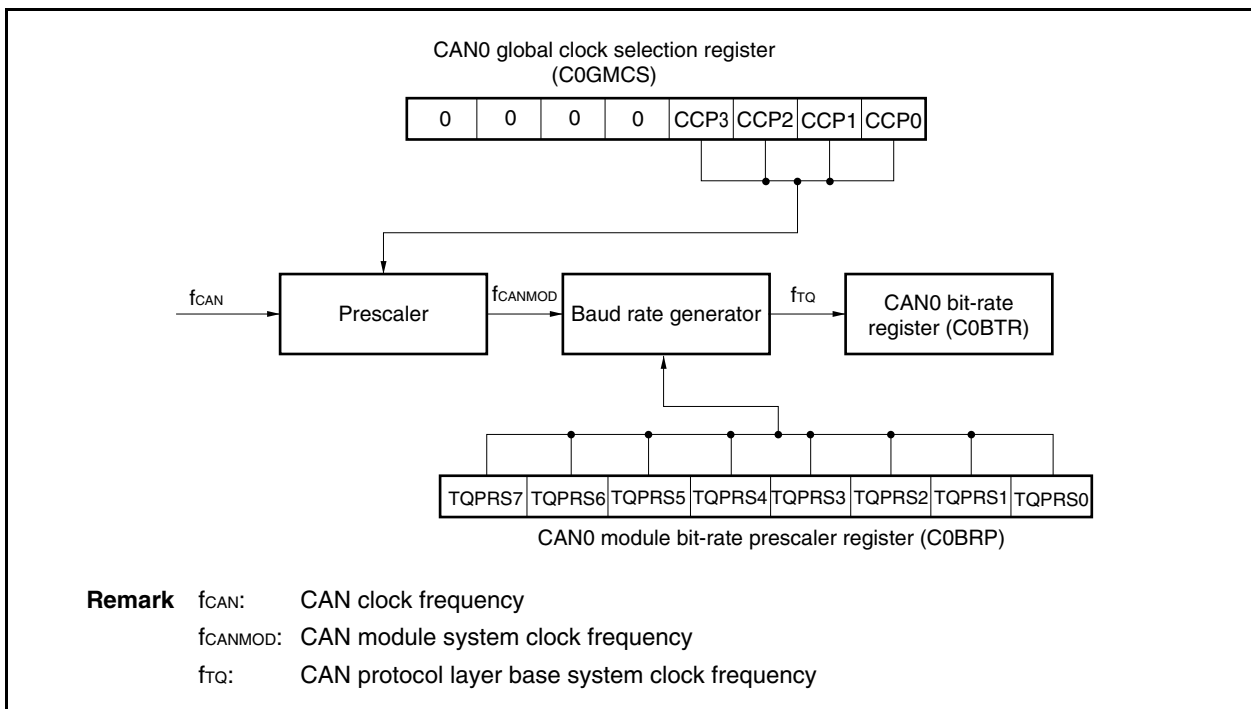 CAN0 global clock selection register
(C0GMCS)
0 0 0 0 CCP3 CCP2 CCP1 CCP0
fCAN
Prescaler
fCANMOD
Baud rate generator
fTQ
CAN0 bit-rate
register (C0BTR)
TQPRS7 TQPRS6 TQPRS5 TQPRS4 TQPRS3 TQPRS2 TQPRS1 TQPRS0
CAN0 module bit-rate prescaler register (C0BRP)
Remark fCAN: CAN clock frequency
fCANMOD: CAN module system clock frequency
fTQ: CAN protocol layer base system clock frequency